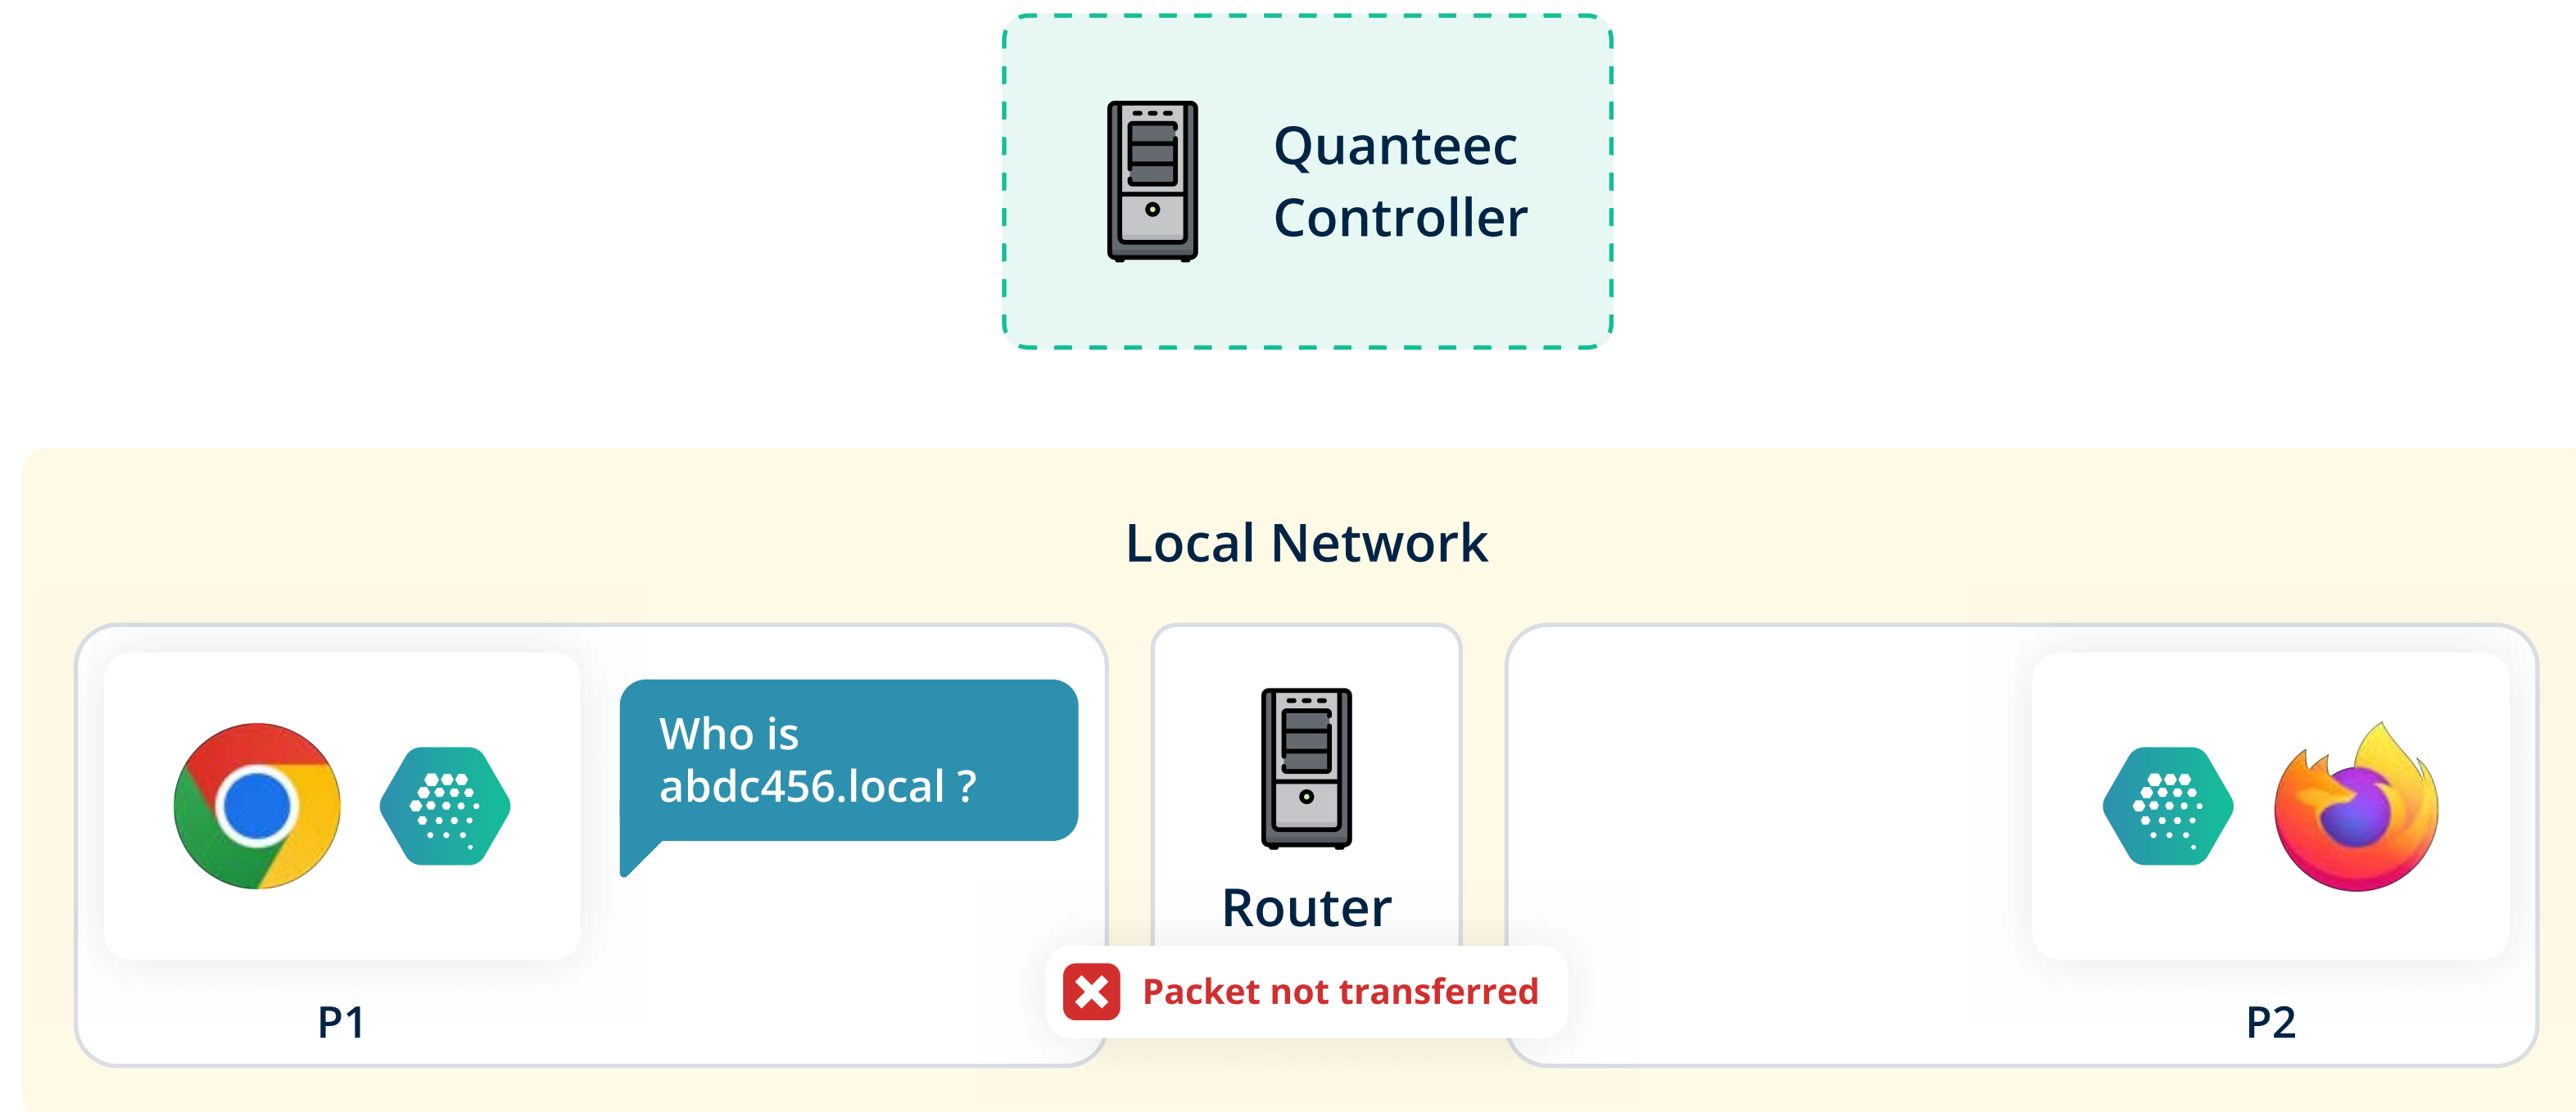 Quanteec
Controller
Local Network
Who is
abdc456.local ?
Router
Packet not transferred
P1
P2